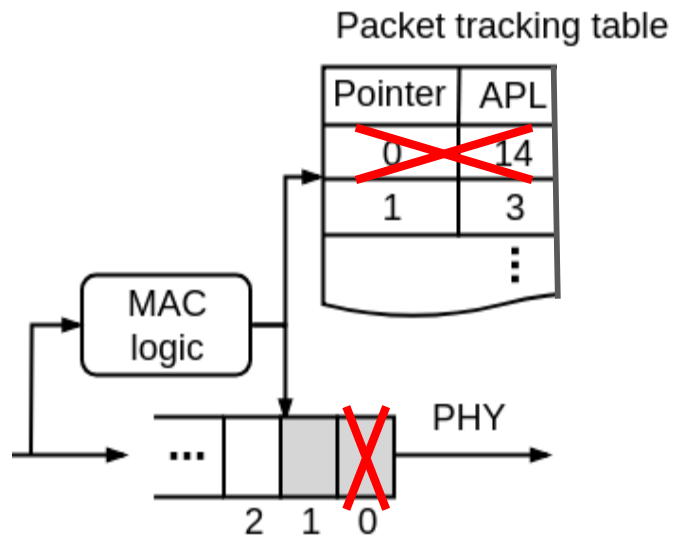 Packet tracking table
Pointer APL
0 14
1 3
⋮
MAC
logic
PHY
...
2 1 0